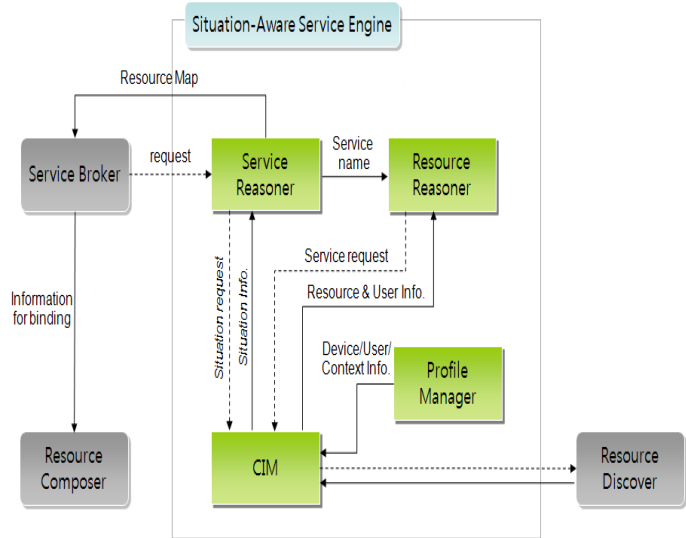 Situation-Aware Service Engine
Resource Map
Service Broker
request
Service
Reasoner
Service
name
Resource
Reasoner
Situation request
Situation Info.
Service request
Resource & User Info.
Information
for binding
Device/User/
Context Info.
Profile
Manager
Resource
Composer
CIM
Resource
Discover